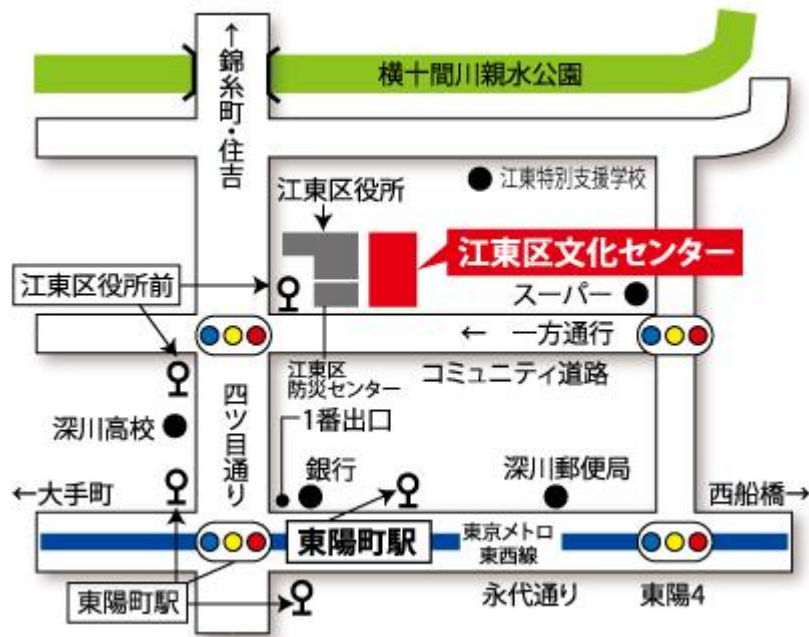 ↑錦糸町・住吉
横十間川親水公園
江東区役所
江東特別支援学校
江東区文化センター
江東区役所前
スーパー
← 一方通行
江東区
防災センター
コミュニティ道路
四ツ目通り
1番出口
深川高校
銀行
深川郵便局
←大手町
西船橋→
東陽町駅
東京メトロ
東西線
東陽町駅
永代通り
東陽4